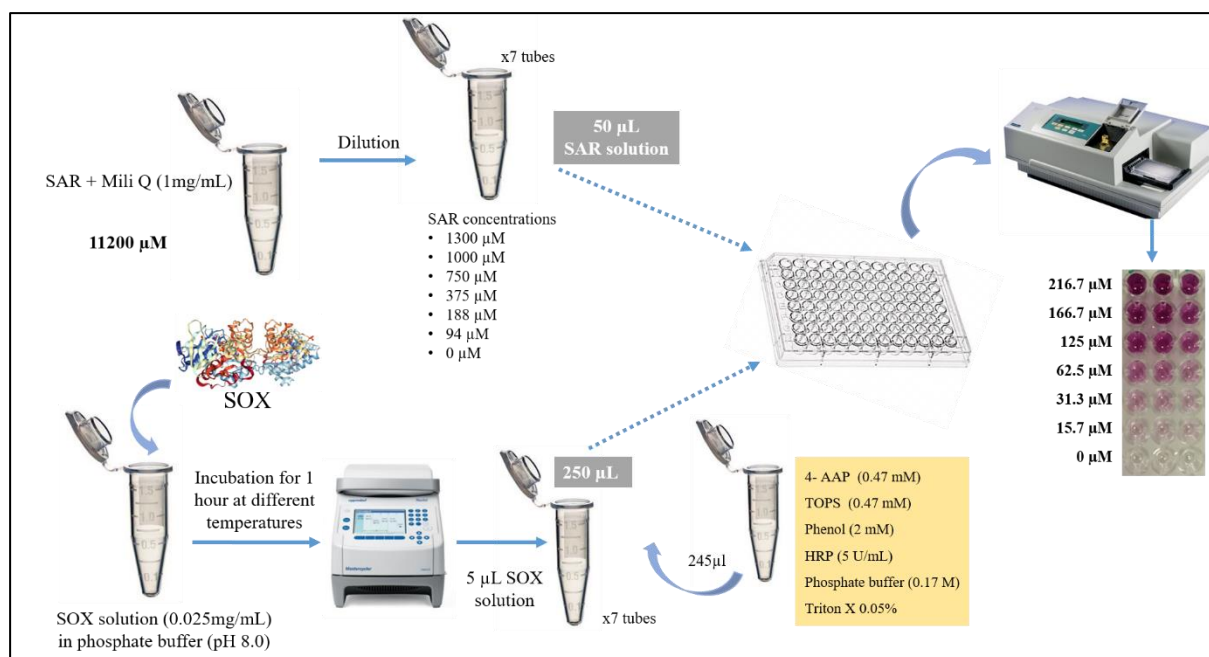 x7 tubes
Dilution
50 µL
SAR solution
SAR + Mili Q (1mg/mL)
11200 µM
SAR concentrations
• 1300 µM
• 1000 µM
• 750 µM
• 375 µM
• 188 µM
• 94 µM
• 0 µM
216.7 µM
166.7 µM
125 µM
62.5 µM
31.3 µM
15.7 µM
0 µM
SOX
Incubation for 1
hour at different
temperatures
250 µL
5 µL SOX
solution
x7 tubes
245µl
4- AAP (0.47 mM)
TOPS (0.47 mM)
Phenol (2 mM)
HRP (5 U/mL)
Phosphate buffer (0.17 M)
Triton X 0.05%
SOX solution (0.025mg/mL)
in phosphate buffer (pH 8.0)